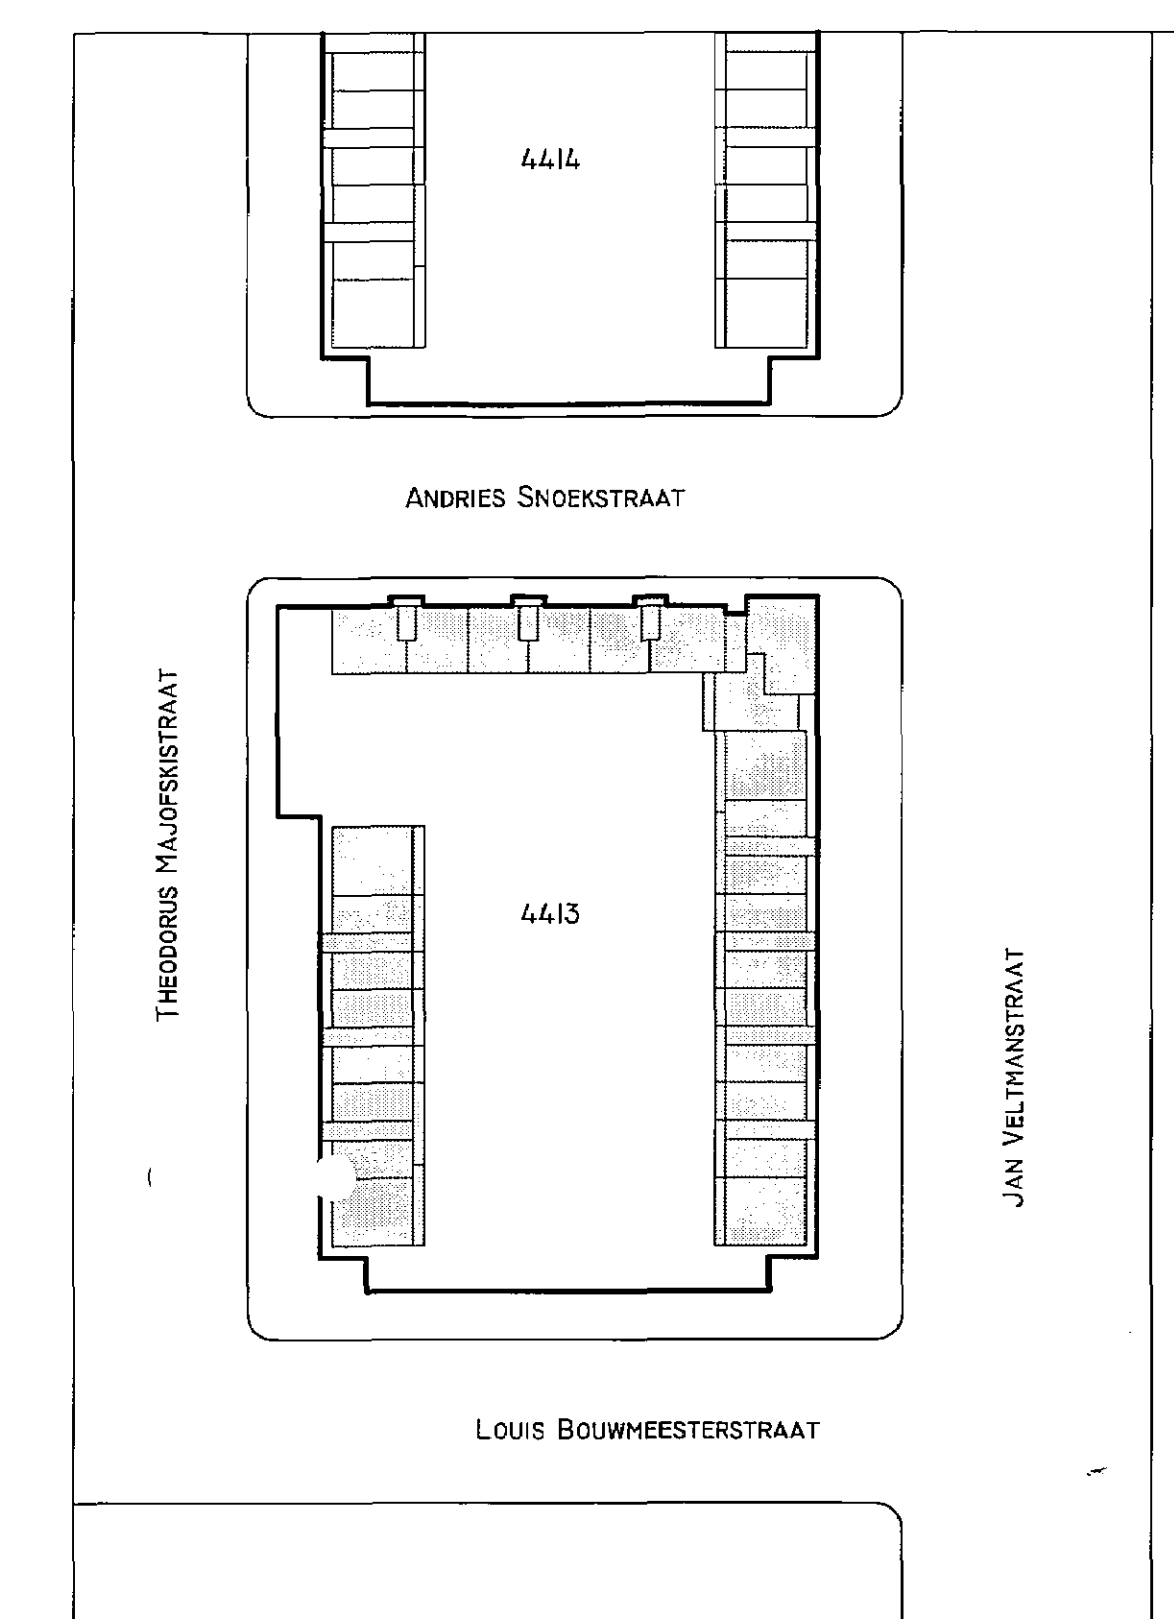 4414
ANDRIES SNOEKSTRAAT
THEODORUS MAJOFSKISTRAAT
4413
JAN VELTMANSTRAAT
LOUIS BOUWMEESTERSTRAAT